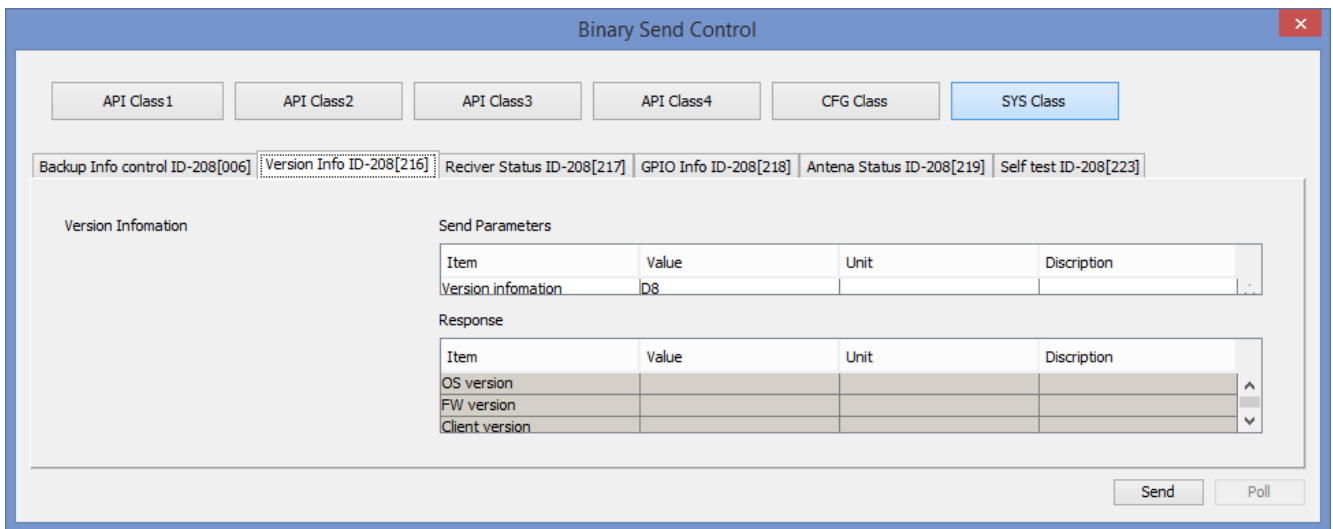 Binary Send Control
API Class1 API Class2 API Class3 API Class4 CFG Class SYS Class
Backup Info control ID-208[006] Version Info ID-208[216] Reciver Status ID-208[217] GPIO Info ID-208[218] Antena Status ID-208[219] Self test ID-208[223]
Version Infomation Send Parameters
Item Value Unit Discription
Version infomation D8
Response
Item Value Unit Discription
OS version
FW version
Client version
Send Poll